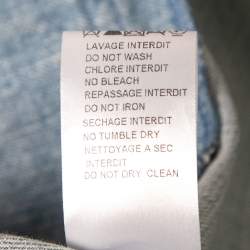 LAVAGE INTERDIT
DO NOT WASH
CHLORE INTERDIT
NO BLEACH
REPASSAGE INTERDIT
DO NOT IRON
SECHAGE INTERDIT
NO TUMBLE DRY
NETTOYAGE A SEC
INTERDIT
DO NOT DRY CLEAN